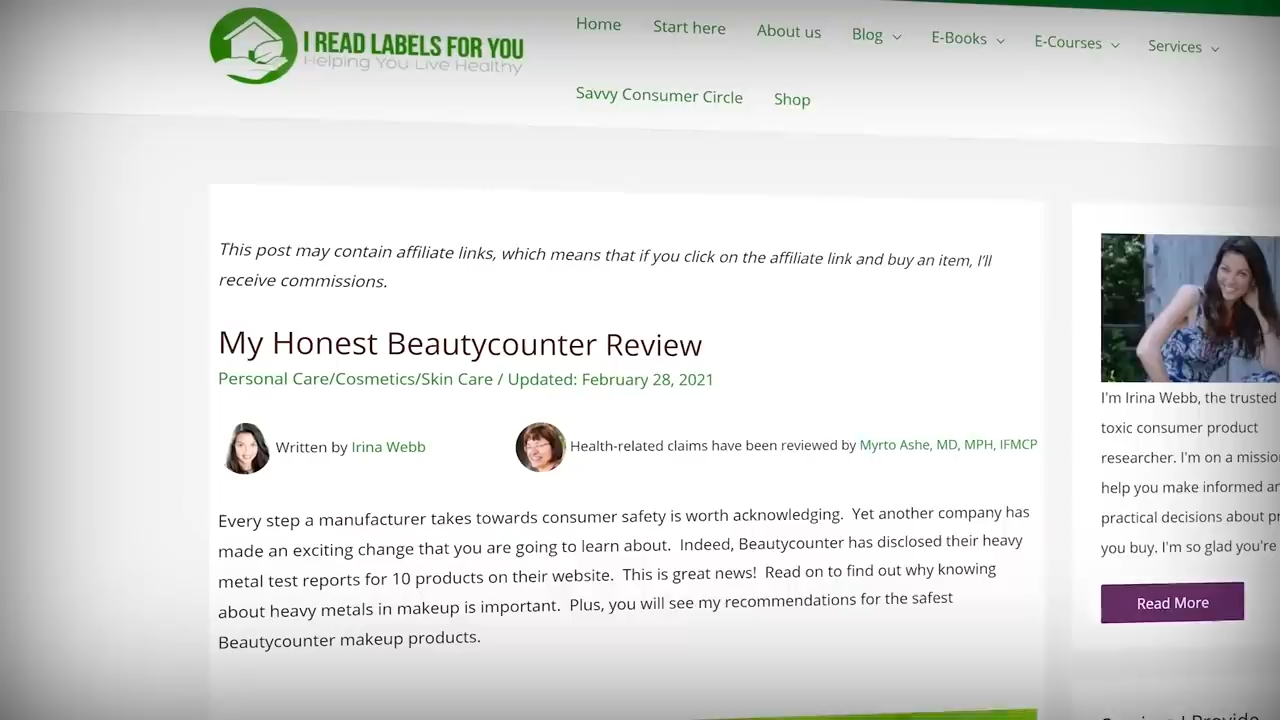 I READ LABELS FOR YOU
Helping You Live Healthy
Home Start here About us Blog E-Books E-Courses Services
Savvy Consumer Circle Shop
This post may contain affiliate links, which means that if you click on the affiliate link and buy an item, I'll
receive commissions.
My Honest Beautycounter Review
Personal Care/Cosmetics/Skin Care / Updated: February 28, 2021
Written by Irina Webb
Health-related claims have been reviewed by Myrto Ashe, MD, MPH, IFMCP
Every step a manufacturer takes towards consumer safety is worth acknowledging. Yet another company has
made an exciting change that you are going to learn about. Indeed, Beautycounter has disclosed their heavy
metal test reports for 10 products on their website. This is great news! Read on to find out why knowing
about heavy metals in makeup is important. Plus, you will see my recommendations for the safest
Beautycounter makeup products.
I'm Irina Webb, the trusted
toxic consumer product
researcher. I'm on a
help you make informed
practical decisions about
you buy. I'm so glad you're
Read More